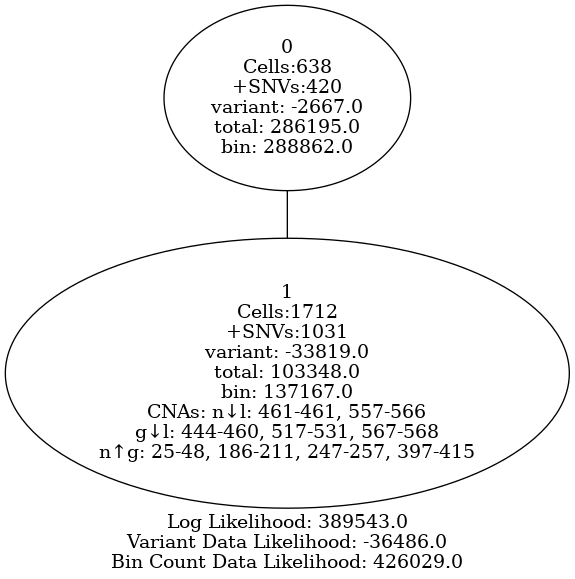 0
Cells:638
+SNVs:420
variant: -2667.0
total: 286195.0
bin: 288862.0
1
Cells:1712
+SNVs:1031
variant: -33819.0
total: 103348.0
bin: 137167.0
CNAs: n↓l: 461-461, 557-566
g↓l: 444-460, 517-531, 567-568
n↑g: 25-48, 186-211, 247-257, 397-415
Log Likelihood: 389543.0
Variant Data Likelihood: -36486.0
Bin Count Data Likelihood: 426029.0